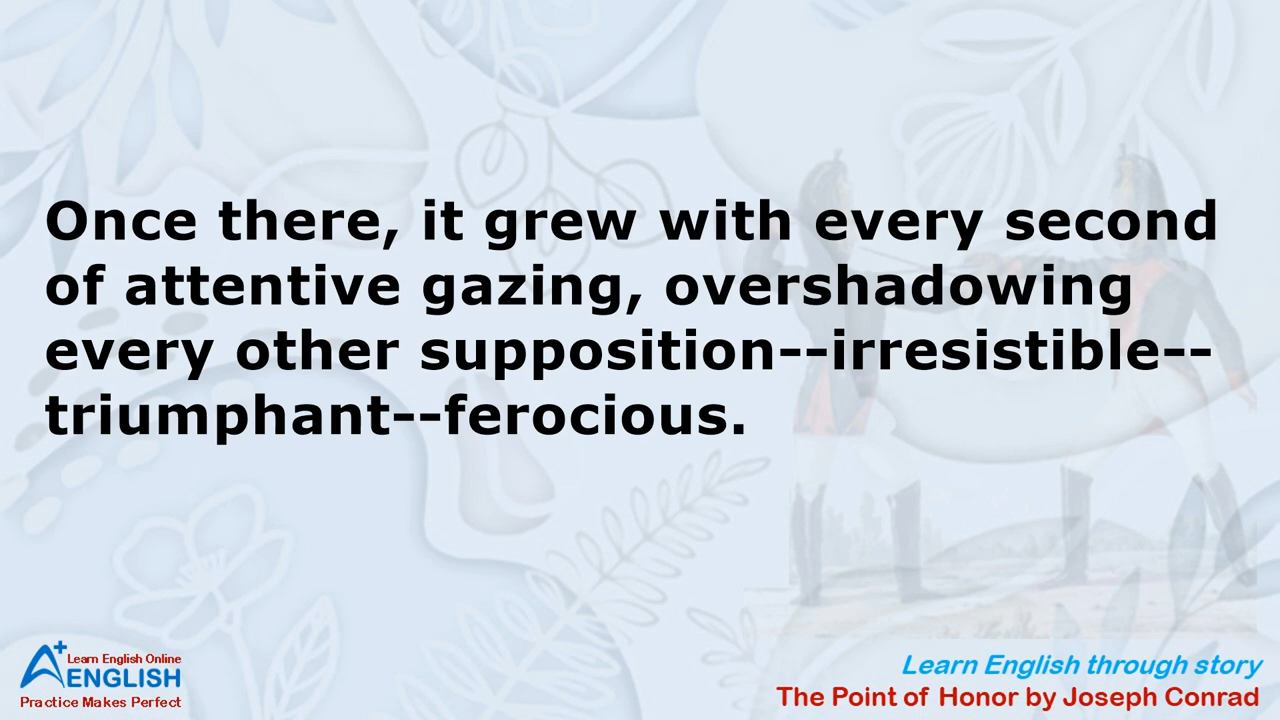 Once there, it grew with every second
of attentive gazing, overshadowing
every other supposition--irresistible--
triumphant--ferocious.
A+
Learn English Online
ENGLISH
Practice Makes Perfect
Learn English through story
The Point of Honor by Joseph Conrad